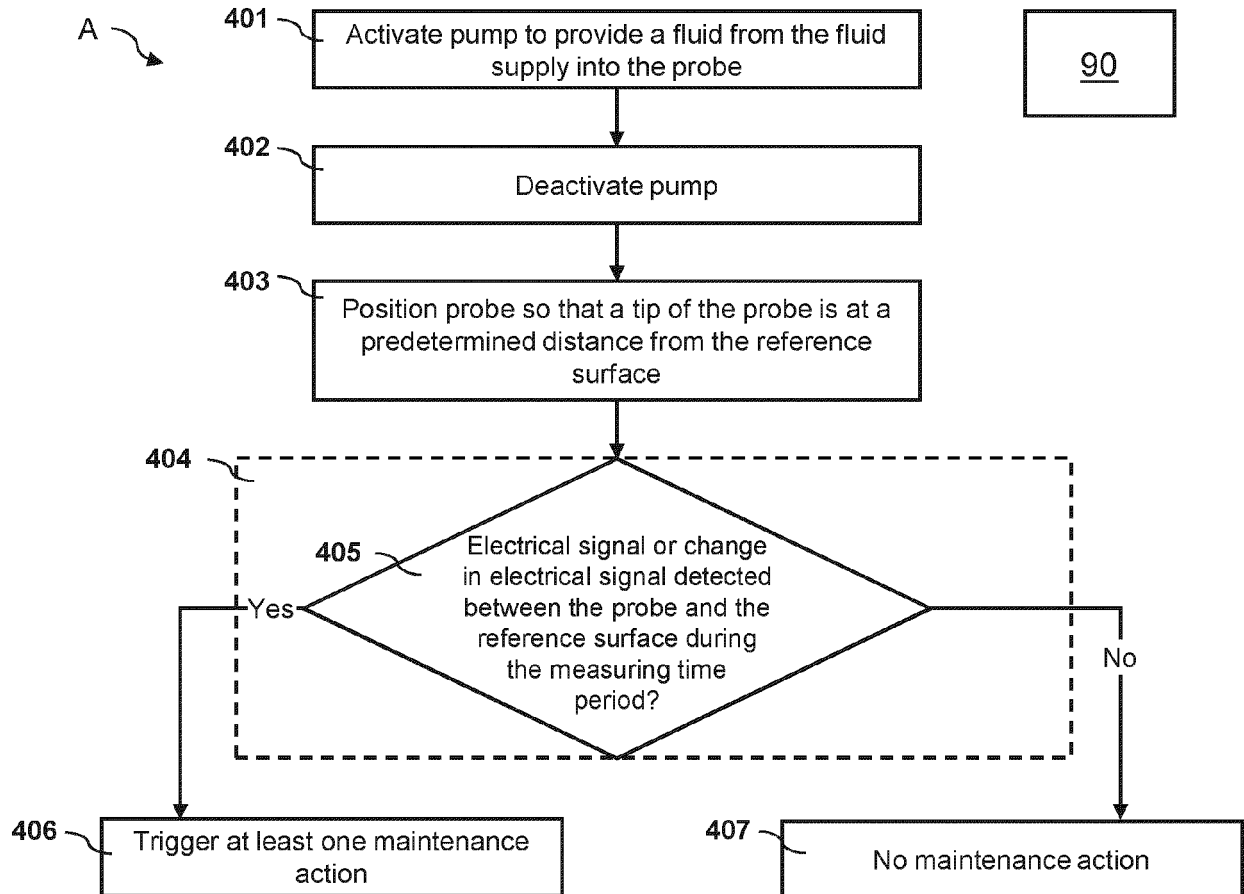 A
401
Activate pump to provide a fluid from the fluid
supply into the probe
90
402
Deactivate pump
403
Position probe so that a tip of the probe is at a
predetermined distance from the reference
surface
404
405
Electrical signal or change
in electrical signal detected
between the probe and the
reference surface during
the measuring time
period?
Yes
No
406
Trigger at least one maintenance
action
407
No maintenance action